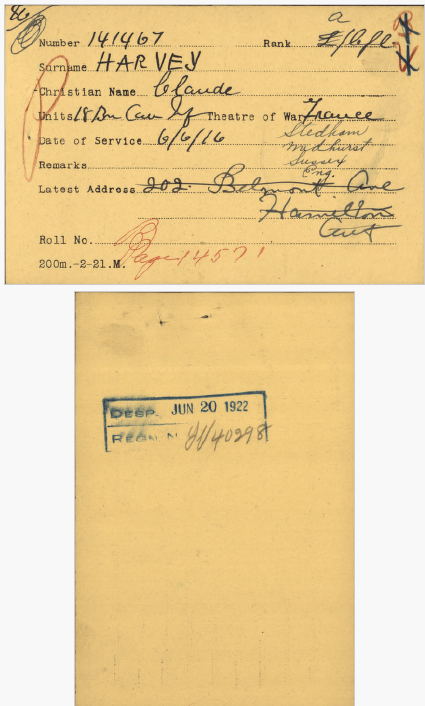 a
Number 141467 Rank
Surname HARVEY
Christian Name Claude
Units 18 Bn Can Inf Theatre of War France
Date of Service 6/6/16
Stedham
Midhurst
Sussex
Eng
Remarks
Latest Address 202 Belmont Ave
Hamilton
Ont
Roll No.
Page 14571
200m.-2-21.M.
DESP. JUN 20 1922
REGN. N 40298